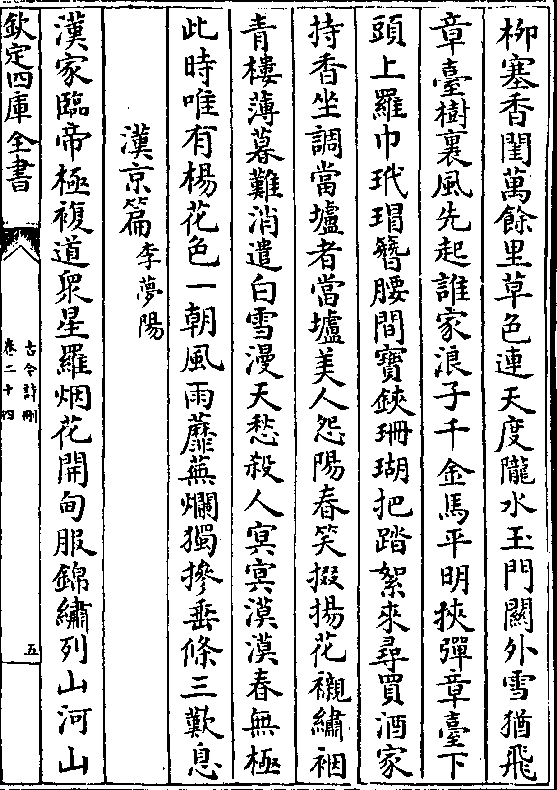 柳塞香閨萬餘里草色連天度隴水玉門關外雪猶飛
章臺樹裏風先起誰家浪子千金馬平明挾彈章臺下
頭上羅巾玳瑁簪腰間寶鋏珊瑚把踏絮來尋買酒家
持香坐調當壚者當壚美人怨陽春笑掇揚花襯繡裀
青樓薄暮難消遣白雪漫天愁殺人冥冥漠漠春無極
此時唯有楊花色一朝風雨蘼蕪爛獨摻垂條三歎息
漢京篇 李夢陽
漢家臨帝極複道衆星羅烟花開甸服錦繡列山河山
欽定四庫全書
古今詩刪
卷二十四
五